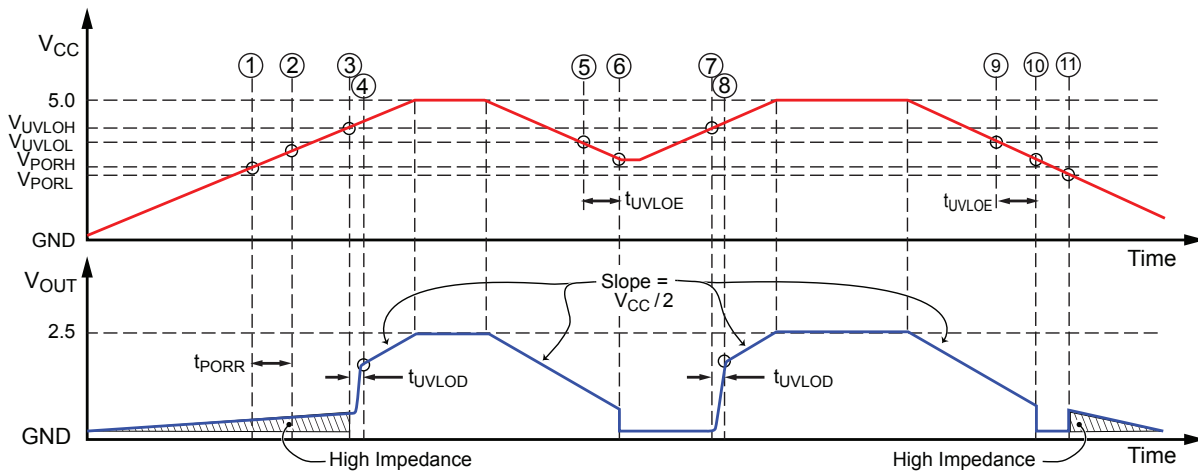 VCC
① ② ③ ④ ⑤ ⑥ ⑦ ⑧ ⑨ ⑩ ⑪
5.0
VUVLOH
VUVLOL
VPORH
VPORL
tUVLOE
tUVLOE
GND
Time
VOUT
Slope =
VCC / 2
2.5
tPORR
tUVLOD
tUVLOD
GND
Time
High Impedance
High Impedance